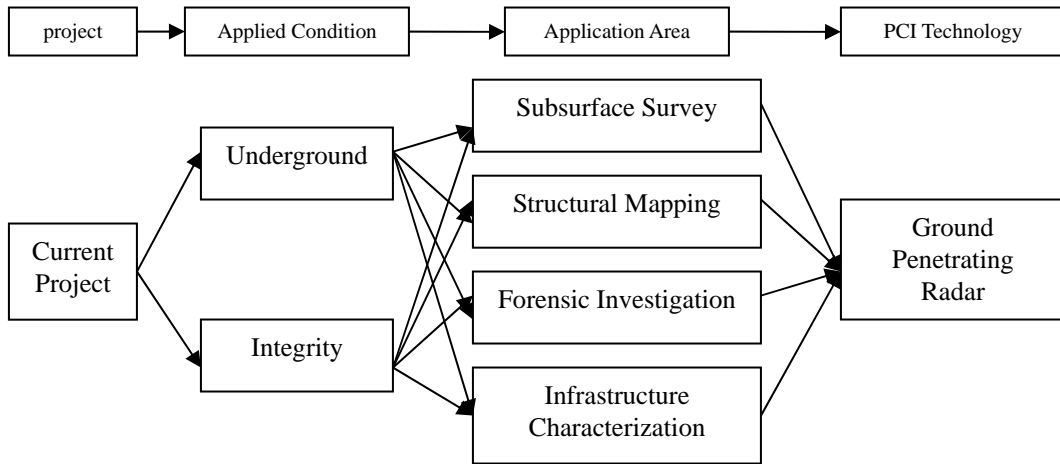 project
Applied Condition
Application Area
PCI Technology
Subsurface Survey
Underground
Structural Mapping
Current
Project
Ground
Penetrating
Radar
Forensic Investigation
Integrity
Infrastructure
Characterization